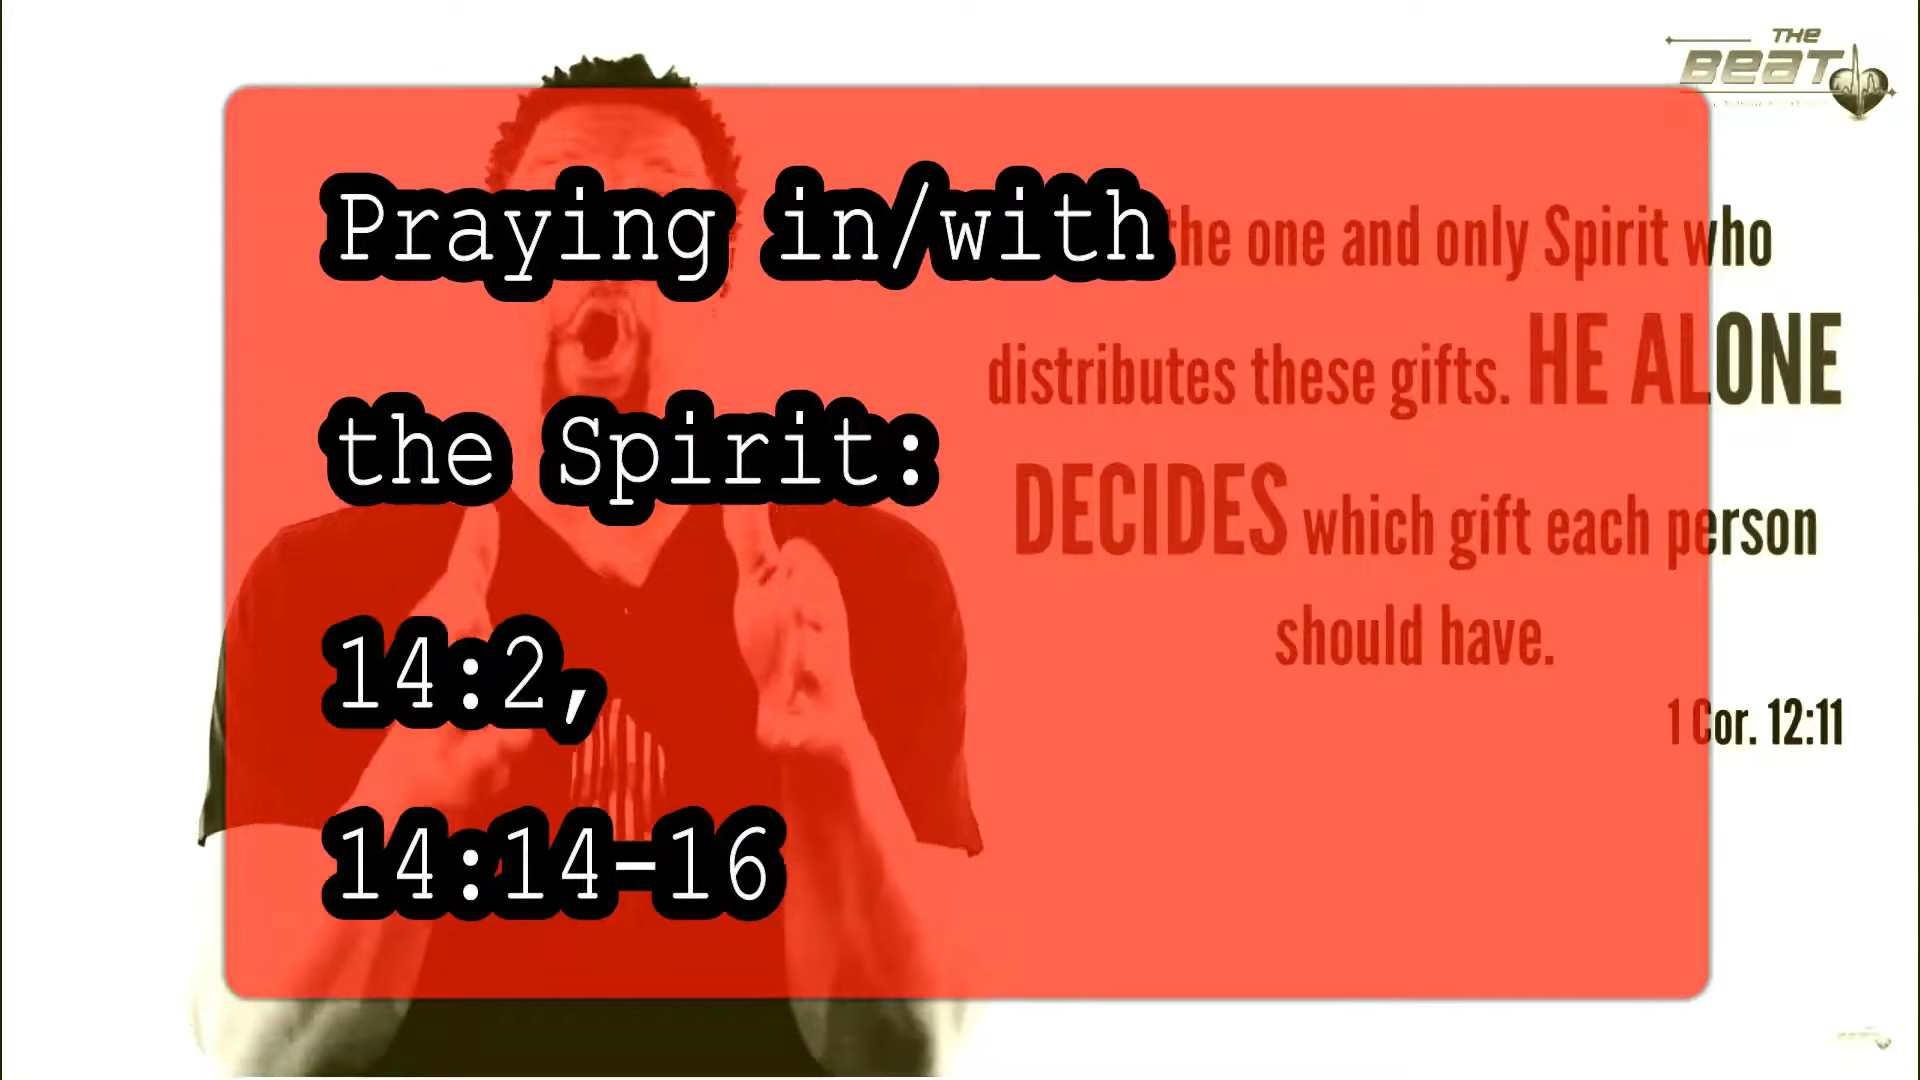 THE
BEAT
Praying in/with
the Spirit:
14:2,
14:14-16
the one and only Spirit who
distributes these gifts. HE ALONE
DECIDES which gift each person
should have.
1 Cor. 12:11